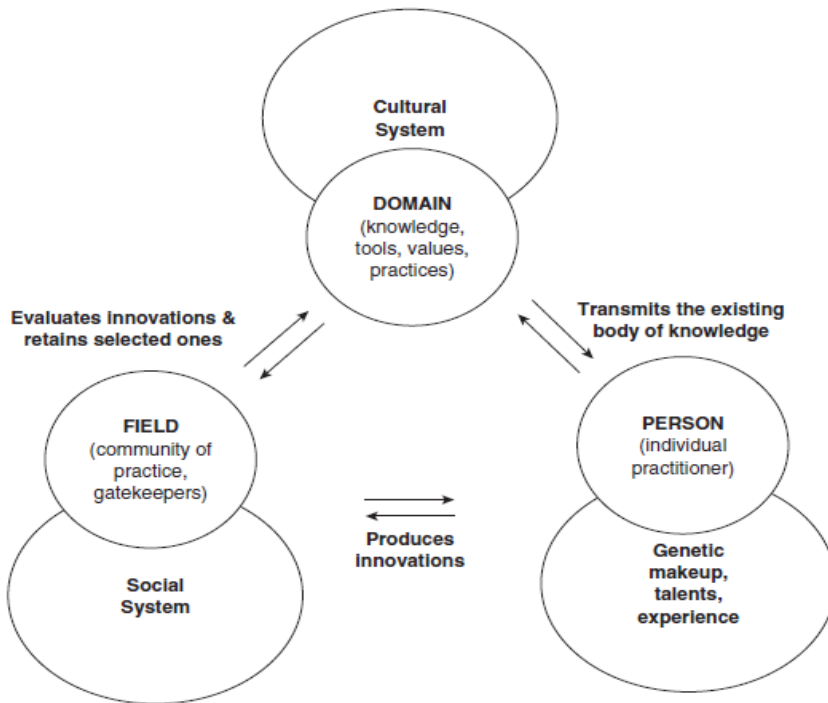 Cultural
System
DOMAIN
(knowledge,
tools, values,
practices)
Evaluates innovations &
retains selected ones
Transmits the existing
body of knowledge
FIELD
(community of
practice,
gatekeepers)
PERSON
(individual
practitioner)
Produces
innovations
Social
System
Genetic
makeup,
talents,
experience